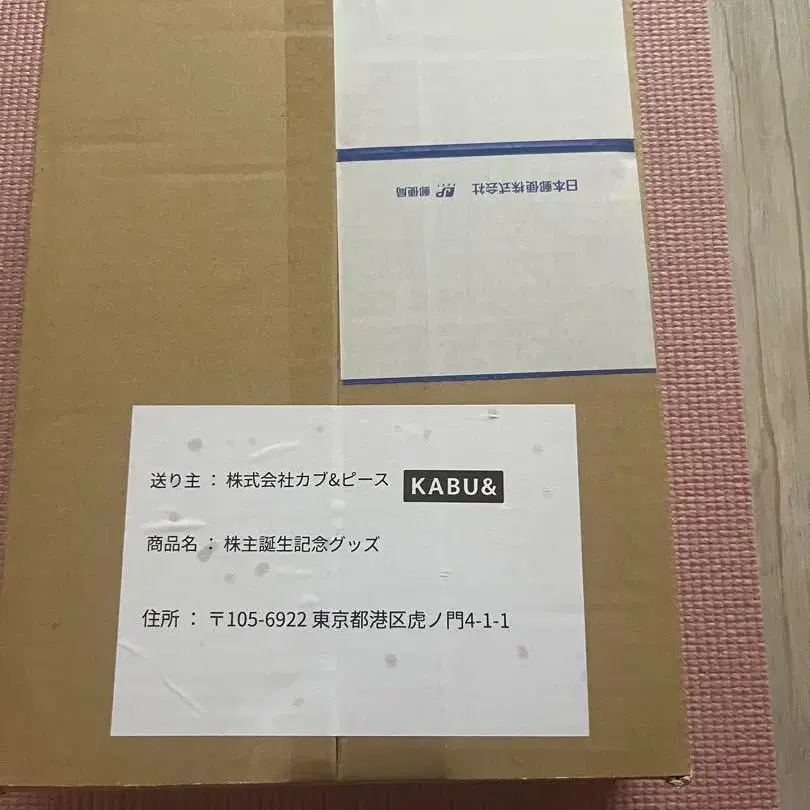 日本郵便株式会社 JP 郵便局
送り主 : 株式会社カブ&ピース KABU&
商品名 : 株主誕生記念グッズ
住所 : 〒105-6922 東京都港区虎ノ門4-1-1